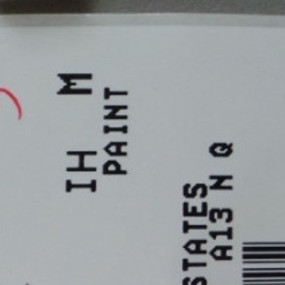 IH M
PAINT
STATES
A13 N Q